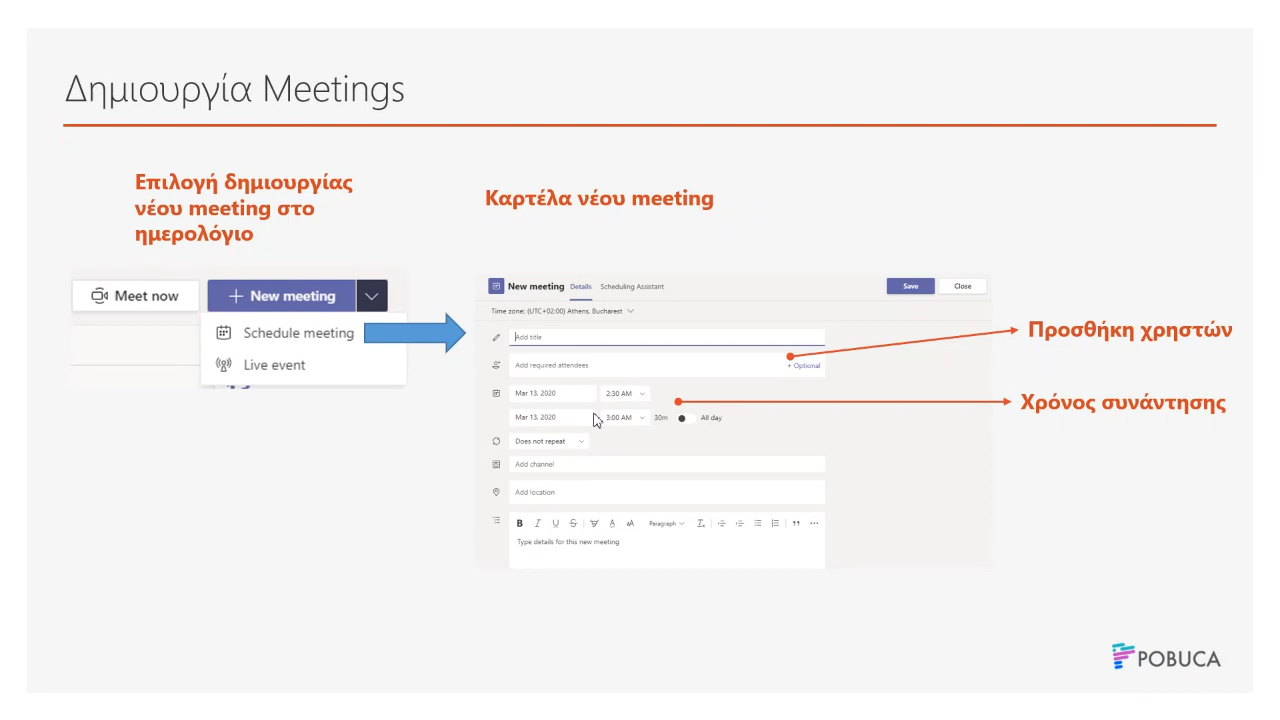 Δημιουργία Meetings
Επιλογή δημιουργίας
νέου meeting στο
ημερολόγιο
Meet now
New meeting
Schedule meeting
Live event
Καρτέλα νέου meeting
New meeting Details Scheduling Assistant Save Close
Time zone: (UTC+02:00) Athens, Bucharest
Add title
Add required attendees + Optional
Mar 13, 2020 2:30 AM
Mar 13, 2020 3:00 AM 30m All day
Does not repeat
Add channel
Add location
B I U S A AA Paragraph
Type details for this new meeting
Προσθήκη χρηστών
Χρόνος συνάντησης
POBUCA